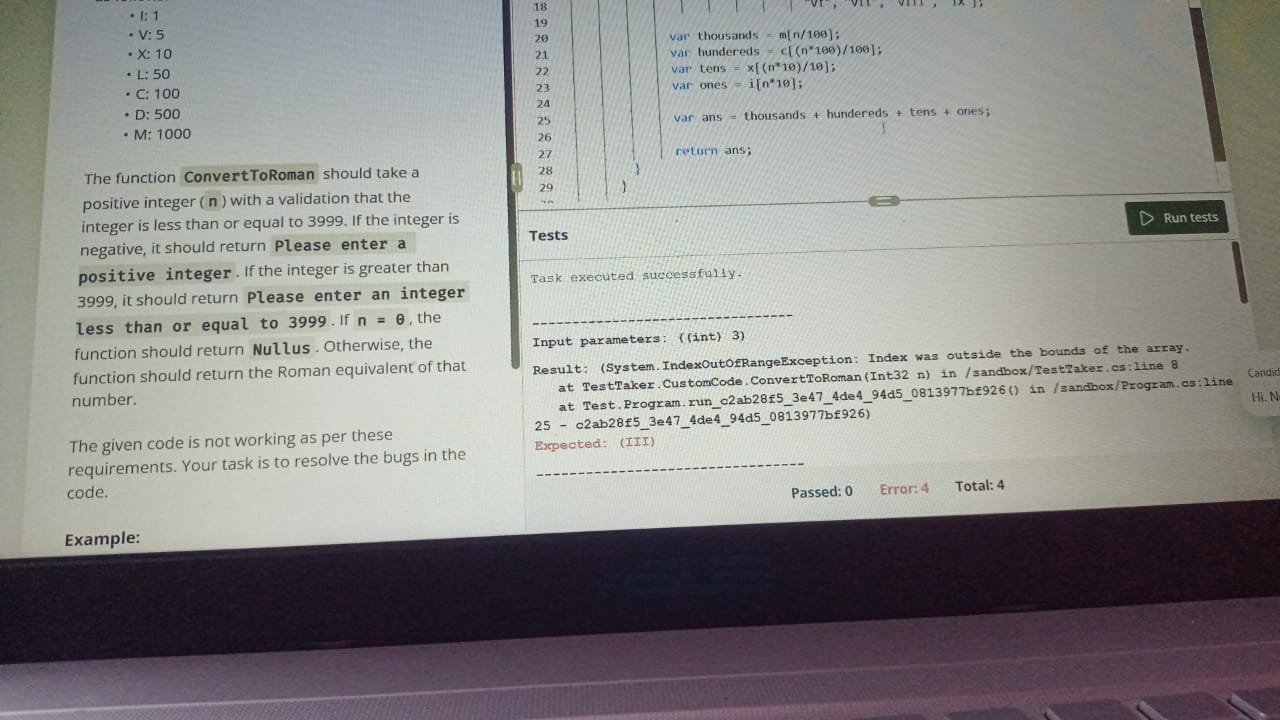 • I: 1
• V: 5
• X: 10
• L: 50
• C: 100
• D: 500
• M: 1000
The function ConvertToRoman should take a
positive integer ( n ) with a validation that the
integer is less than or equal to 3999. If the integer is
negative, it should return Please enter a
positive integer . If the integer is greater than
3999, it should return Please enter an integer
less than or equal to 3999 . If n = 0 , the
function should return Nullus . Otherwise, the
function should return the Roman equivalent of that
number.
The given code is not working as per these
requirements. Your task is to resolve the bugs in the
code.
Example:
18 "VI", "VII", "VIII", "IX" };
19
20 var thousands = m[n/100];
21 var hundereds = c[(n*100)/100];
22 var tens = x[(n*10)/10];
23 var ones = i[n*10];
24
25 var ans = thousands + hundereds + tens + ones;
26
27 return ans;
28 }
29 }
Tests
Run tests
Task executed successfully.
---------------------------------
Input parameters: ((int) 3)
Result: (System.IndexOutOfRangeException: Index was outside the bounds of the array.
at TestTaker.CustomCode.ConvertToRoman(Int32 n) in /sandbox/TestTaker.cs:line 8
at Test.Program.run_c2ab28f5_3e47_4de4_94d5_0813977bf926() in /sandbox/Program.cs:line
25 - c2ab28f5_3e47_4de4_94d5_0813977bf926)
Expected: (III)
---------------------------------
Passed: 0 Error: 4 Total: 4
Candid
Hi. N